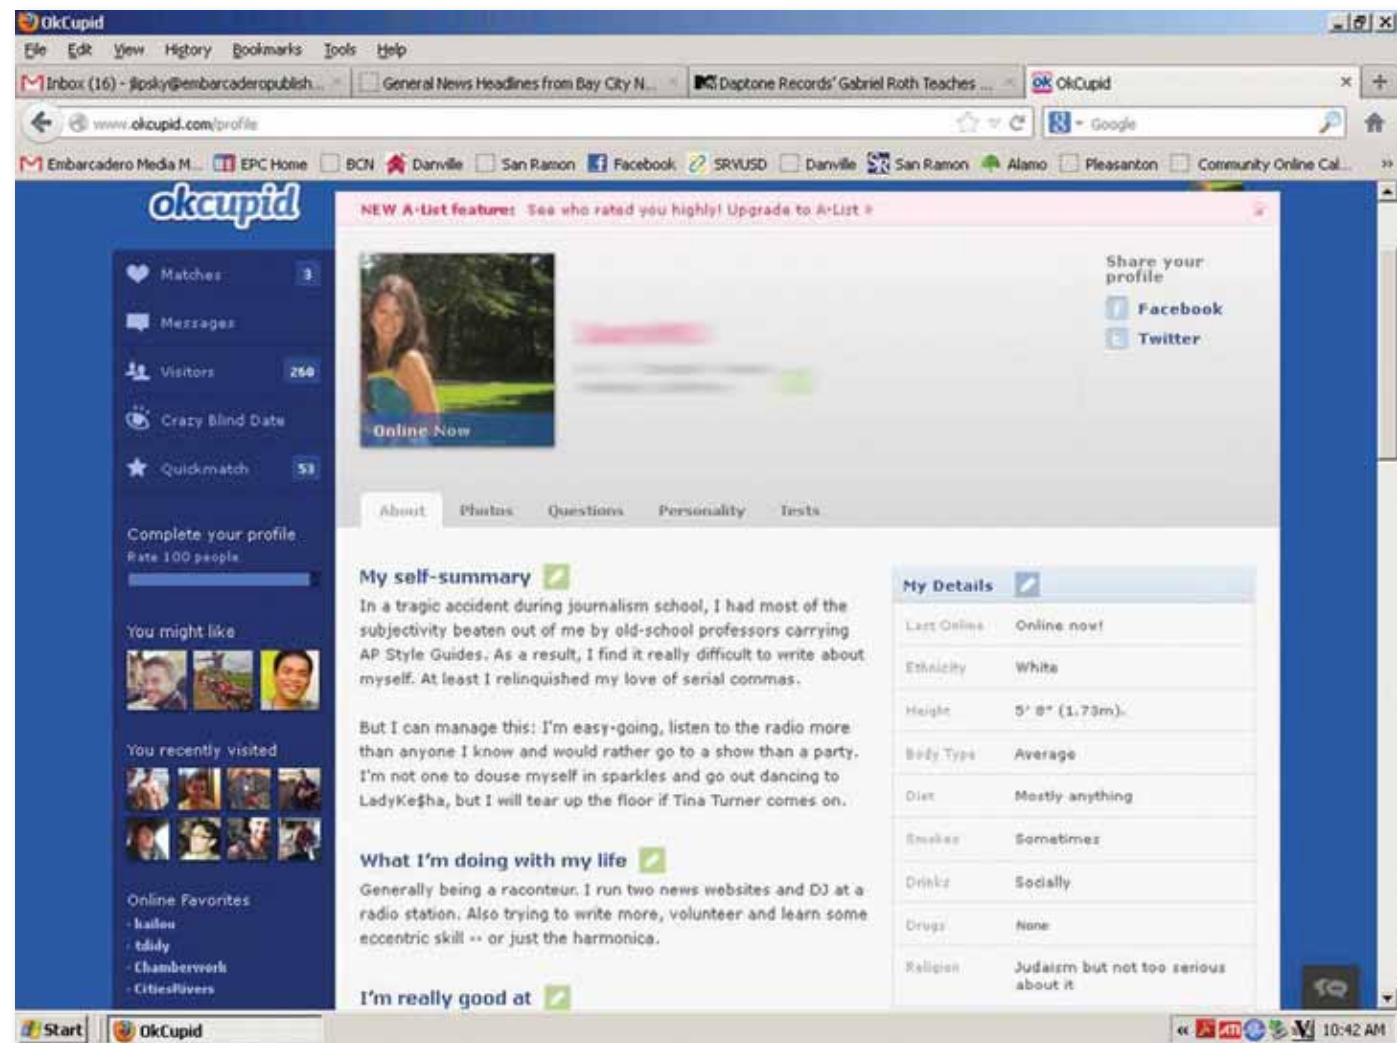 OkCupid
File Edit View History Bookmarks Tools Help
Inbox (16) - jlipsky@embarcaderopublish... General News Headlines from Bay City N... Daptone Records' Gabriel Roth Teaches ... OkCupid
www.okcupid.com/profile Google
Embarcadero Media M... EPC Home BCN Danville San Ramon Facebook SRVUSD Danville San Ramon Alamo Pleasanton Community Online Cal...
okcupid
NEW A-List feature: See who rated you highly! Upgrade to A-List »
Matches 3
Messages
Visitors 260
Crazy Blind Date
Quickmatch 53
Complete your profile
Rate 100 people
You might like
You recently visited
Online Favorites
· hailou
· tdidy
· Chamberwork
· CitiesRivers
Online Now
Share your
profile
Facebook
Twitter
About Photos Questions Personality Tests
My self-summary
In a tragic accident during journalism school, I had most of the
subjectivity beaten out of me by old-school professors carrying
AP Style Guides. As a result, I find it really difficult to write about
myself. At least I relinquished my love of serial commas.
But I can manage this: I'm easy-going, listen to the radio more
than anyone I know and would rather go to a show than a party.
I'm not one to douse myself in sparkles and go out dancing to
LadyKe$ha, but I will tear up the floor if Tina Turner comes on.
What I'm doing with my life
Generally being a raconteur. I run two news websites and DJ at a
radio station. Also trying to write more, volunteer and learn some
eccentric skill -- or just the harmonica.
I'm really good at
My Details
Last Online Online now!
Ethnicity White
Height 5' 8" (1.73m).
Body Type Average
Diet Mostly anything
Smokes Sometimes
Drinks Socially
Drugs None
Religion Judaism but not too serious
about it
Start OkCupid 10:42 AM